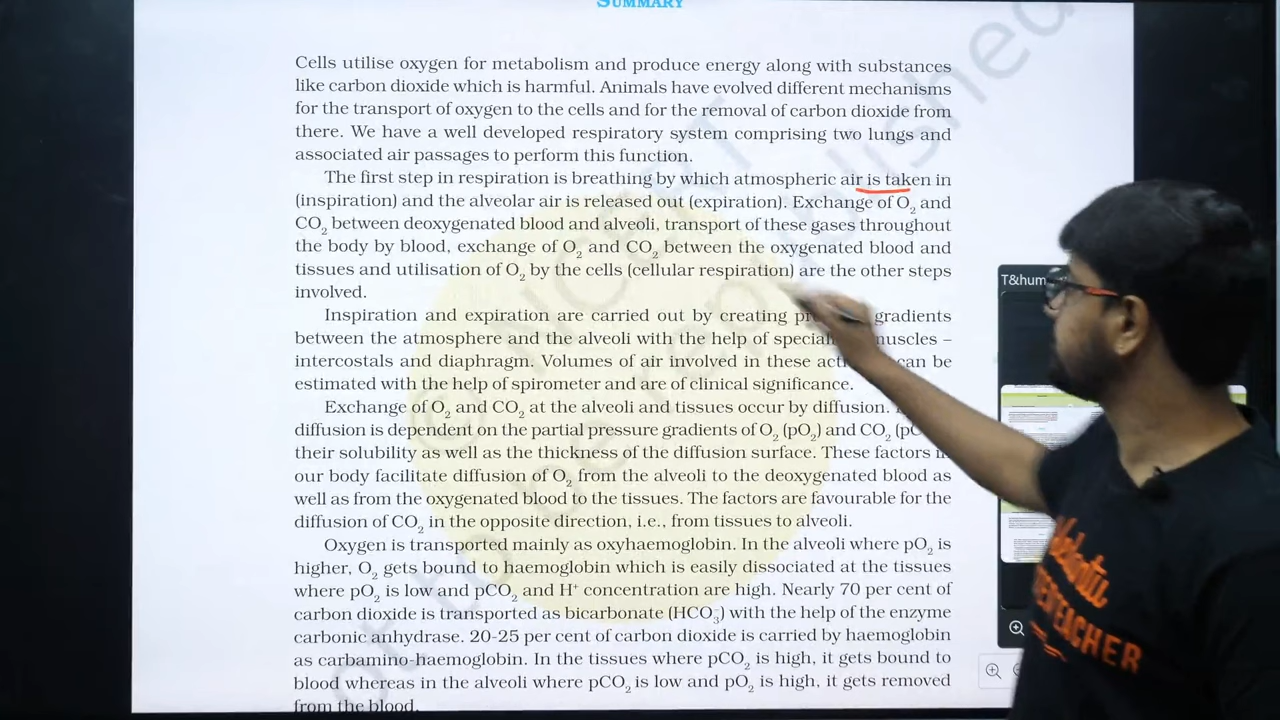 SUMMARY
Cells utilise oxygen for metabolism and produce energy along with substances
like carbon dioxide which is harmful. Animals have evolved different mechanisms
for the transport of oxygen to the cells and for the removal of carbon dioxide from
there. We have a well developed respiratory system comprising two lungs and
associated air passages to perform this function.
The first step in respiration is breathing by which atmospheric air is taken in
(inspiration) and the alveolar air is released out (expiration). Exchange of O₂ and
CO₂ between deoxygenated blood and alveoli, transport of these gases throughout
the body by blood, exchange of O₂ and CO₂ between the oxygenated blood and
tissues and utilisation of O₂ by the cells (cellular respiration) are the other steps
involved.
Inspiration and expiration are carried out by creating gradients
between the atmosphere and the alveoli with the help of muscles –
intercostals and diaphragm. Volumes of air involved in these can be
estimated with the help of spirometer and are of clinical significance.
Exchange of O₂ and CO₂ at the alveoli and tissues occur by diffusion.
diffusion is dependent on the partial pressure gradients of O₂ (pO₂) and CO₂
their solubility as well as the thickness of the diffusion surface. These factors
our body facilitate diffusion of O₂ from the alveoli to the deoxygenated blood as
well as from the oxygenated blood to the tissues. The factors are favourable for the
diffusion of CO₂ in the opposite direction, i.e., from tissues to alveoli.
Oxygen is transported mainly as oxyhaemoglobin. In the alveoli where pO₂ is
higher, O₂ gets bound to haemoglobin which is easily dissociated at the tissues
where pO₂ is low and pCO₂ and H⁺ concentration are high. Nearly 70 per cent of
carbon dioxide is transported as bicarbonate (HCO₃⁻) with the help of the enzyme
carbonic anhydrase. 20-25 per cent of carbon dioxide is carried by haemoglobin
as carbamino-haemoglobin. In the tissues where pCO₂ is high, it gets bound to
blood whereas in the alveoli where pCO₂ is low and pO₂ is high, it gets removed
from the blood.
T&hum